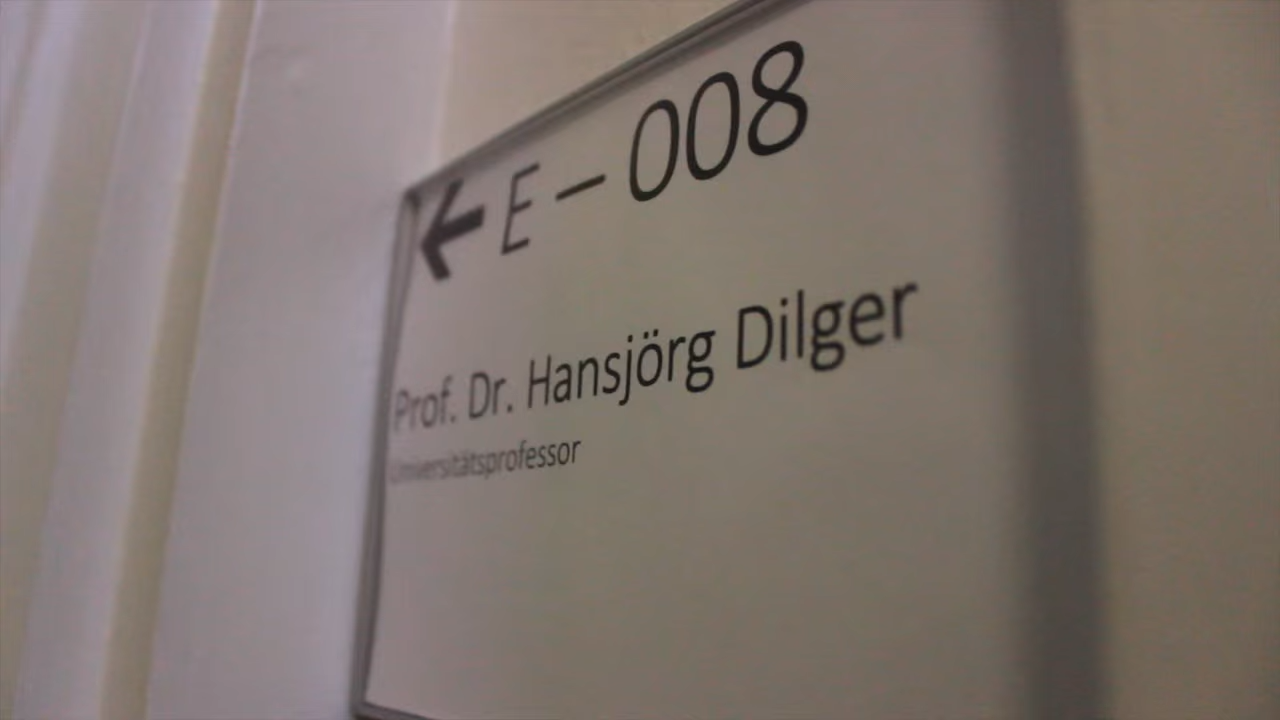 ← E – 008
Prof. Dr. Hansjörg Dilger
Universitätsprofessor